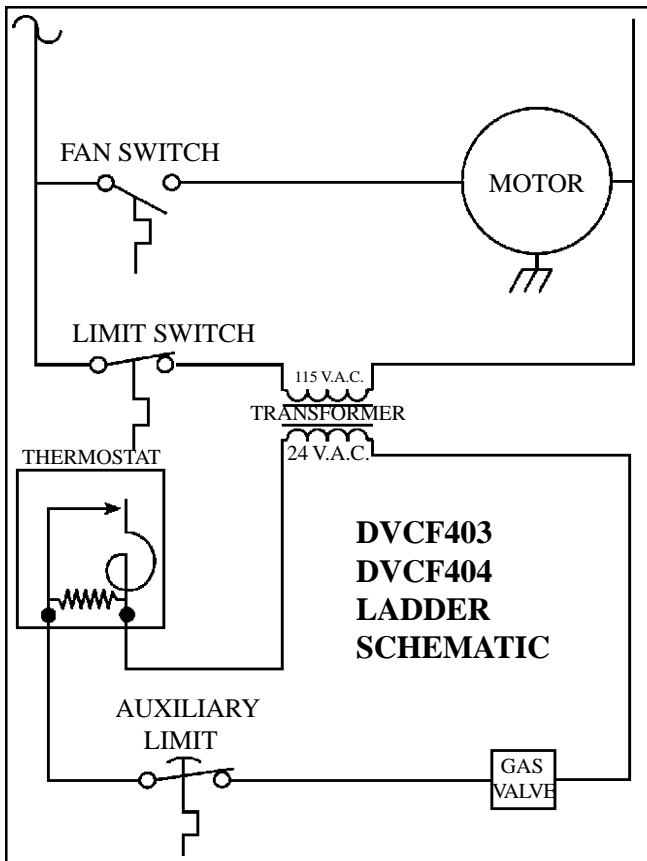 FAN SWITCH
MOTOR
LIMIT SWITCH
115 V.A.C.
TRANSFORMER
24 V.A.C.
THERMOSTAT
DVCF403
DVCF404
LADDER
SCHEMATIC
AUXILIARY
LIMIT
GAS
VALVE